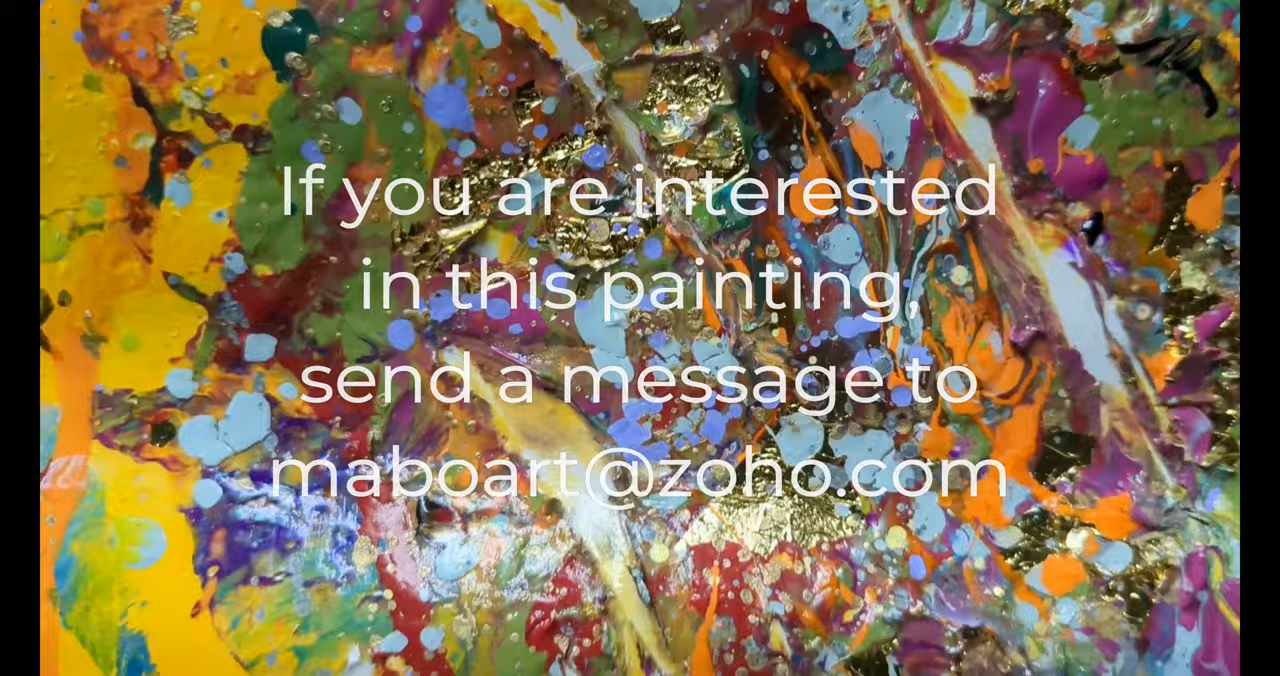 If you are interested
in this painting,
send a message to
maboart@zoho.com